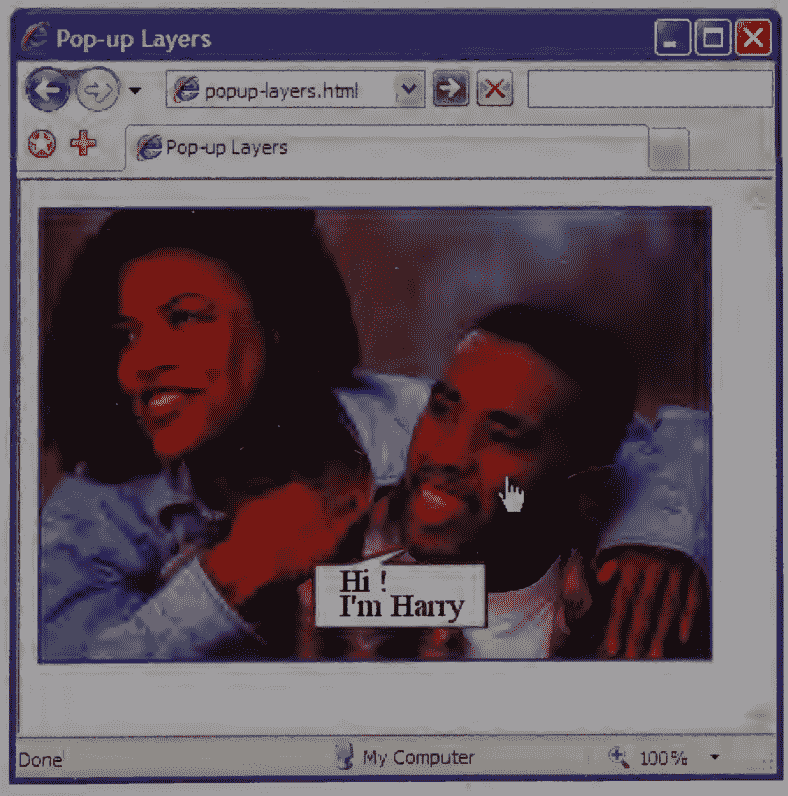 Pop-up Layers
popup-layers.html
Pop-up Layers
Hi !
I'm Harry
Done
My Computer
100%